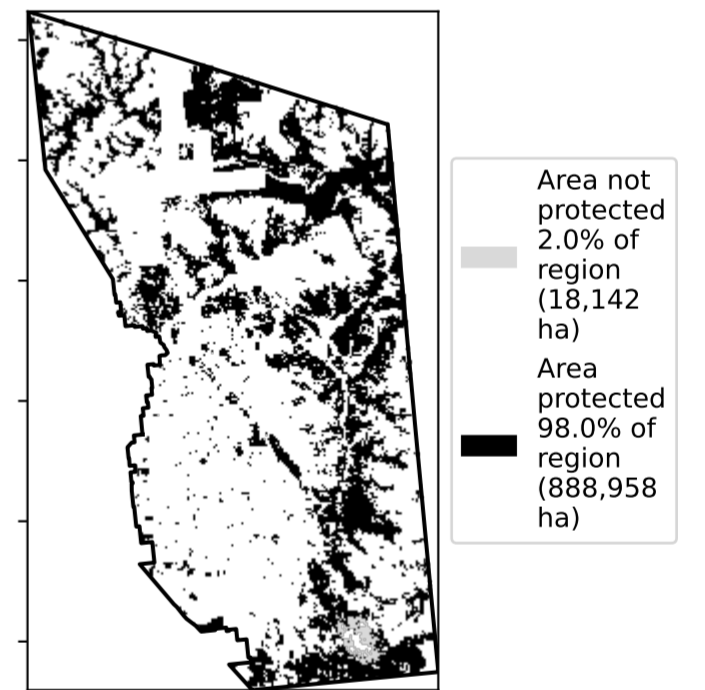 Area not
protected
2.0% of
region
(18,142
ha)
Area
protected
98.0% of
region
(888,958
ha)